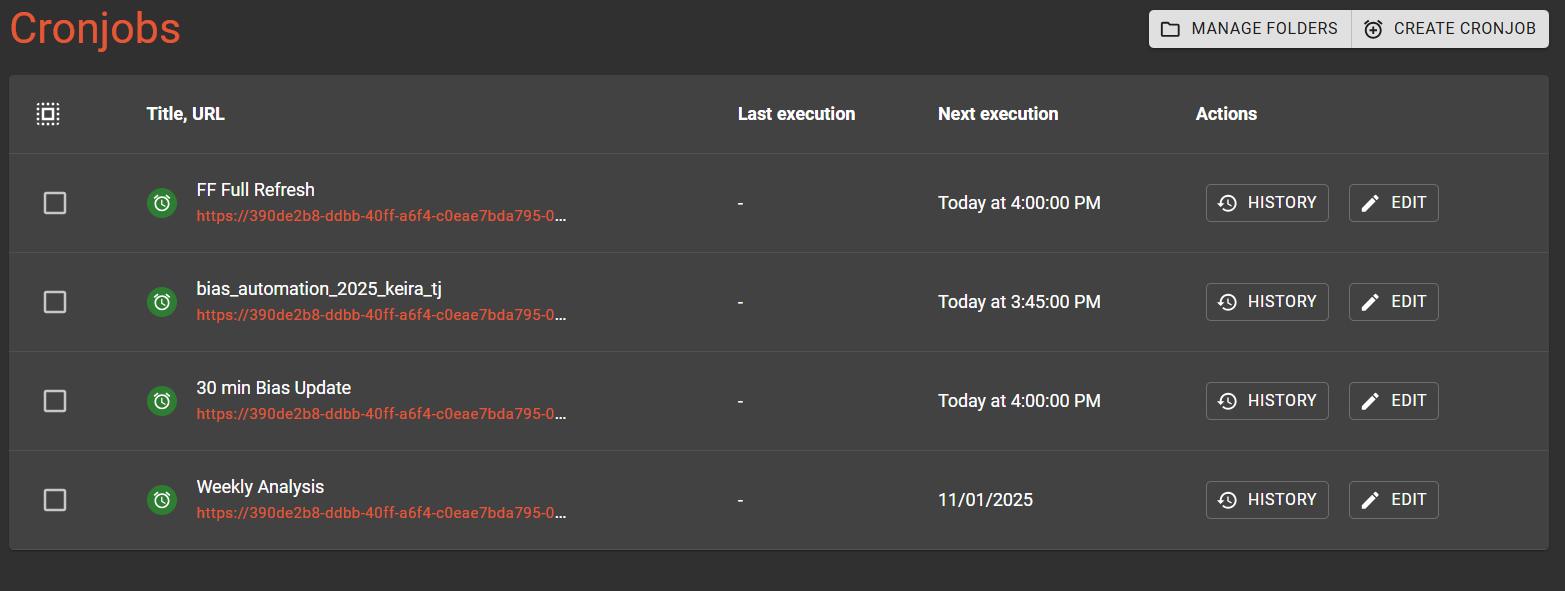 Cronjobs
MANAGE FOLDERS
CREATE CRONJOB
Title, URL Last execution Next execution Actions
FF Full Refresh
https://390de2b8-ddbb-40ff-a6f4-c0eae7bda795-0...
- Today at 4:00:00 PM HISTORY EDIT
bias_automation_2025_keira_tj
https://390de2b8-ddbb-40ff-a6f4-c0eae7bda795-0...
- Today at 3:45:00 PM HISTORY EDIT
30 min Bias Update
https://390de2b8-ddbb-40ff-a6f4-c0eae7bda795-0...
- Today at 4:00:00 PM HISTORY EDIT
Weekly Analysis
https://390de2b8-ddbb-40ff-a6f4-c0eae7bda795-0...
- 11/01/2025 HISTORY EDIT